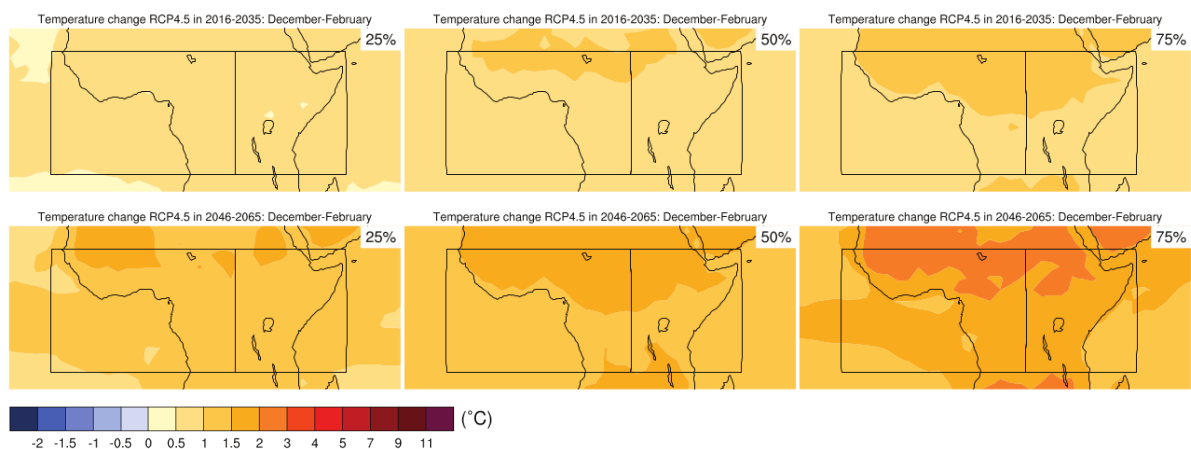 Temperature change RCP4.5 in 2016-2035: December-February
25%
Temperature change RCP4.5 in 2016-2035: December-February
50%
Temperature change RCP4.5 in 2016-2035: December-February
75%
Temperature change RCP4.5 in 2046-2065: December-February
25%
Temperature change RCP4.5 in 2046-2065: December-February
50%
Temperature change RCP4.5 in 2046-2065: December-February
75%
(˚C)
-2 -1.5 -1 -0.5 0 0.5 1 1.5 2 3 4 5 7 9 11